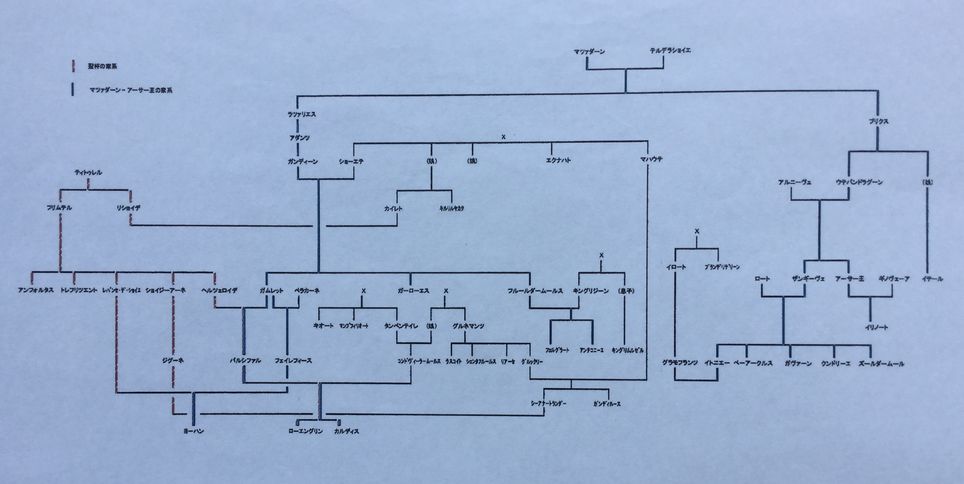 マツァダーン　テルデラショイエ
聖杯の家系
マツァダーン－アーサー王の家系
ラツァリエス
ブリクス
アダンツ
X
ガンディーン　ショーエテ　(娘)　(娘)　エクナハト　マハウテ
ティトゥレル
アルニーヴェ　ウテパンドラグーン　(娘)
フリムテル　リショイデ　カイレト　キルリルヤカク
X
X
イロート　ブランデリデリーン
アンフォルタス　トレフリツェント　レパンセ・デ・ショイエ　ショイジアーネ　ヘルツェロイデ　ガムレット　ベラカーネ　X　ガーローエス　X　フルールダームールス　キングリジーン　(息子)　ロート　ザンギーヴェ　アーサー王　ギノヴェーア　イテール
キオート　マンプフィリオート　タンペンテイレ　(娘)　グルネマンツ　フェルグラート　アンチコニーエ　イリノート
ジグーネ　パルシファル　フェイレフィース　コンドヴィーラームールス　ラスコイト　シェンタフルールス　リアーセ　グルックリー　キングリムルゼル　グラモフランツ　イトニエー　ベーアークルス　ガヴァーン　クンドリーエ　ズールダームール
シーアナートランダー　ガンディルース
ヨーハン　ローエングリン　カルディス